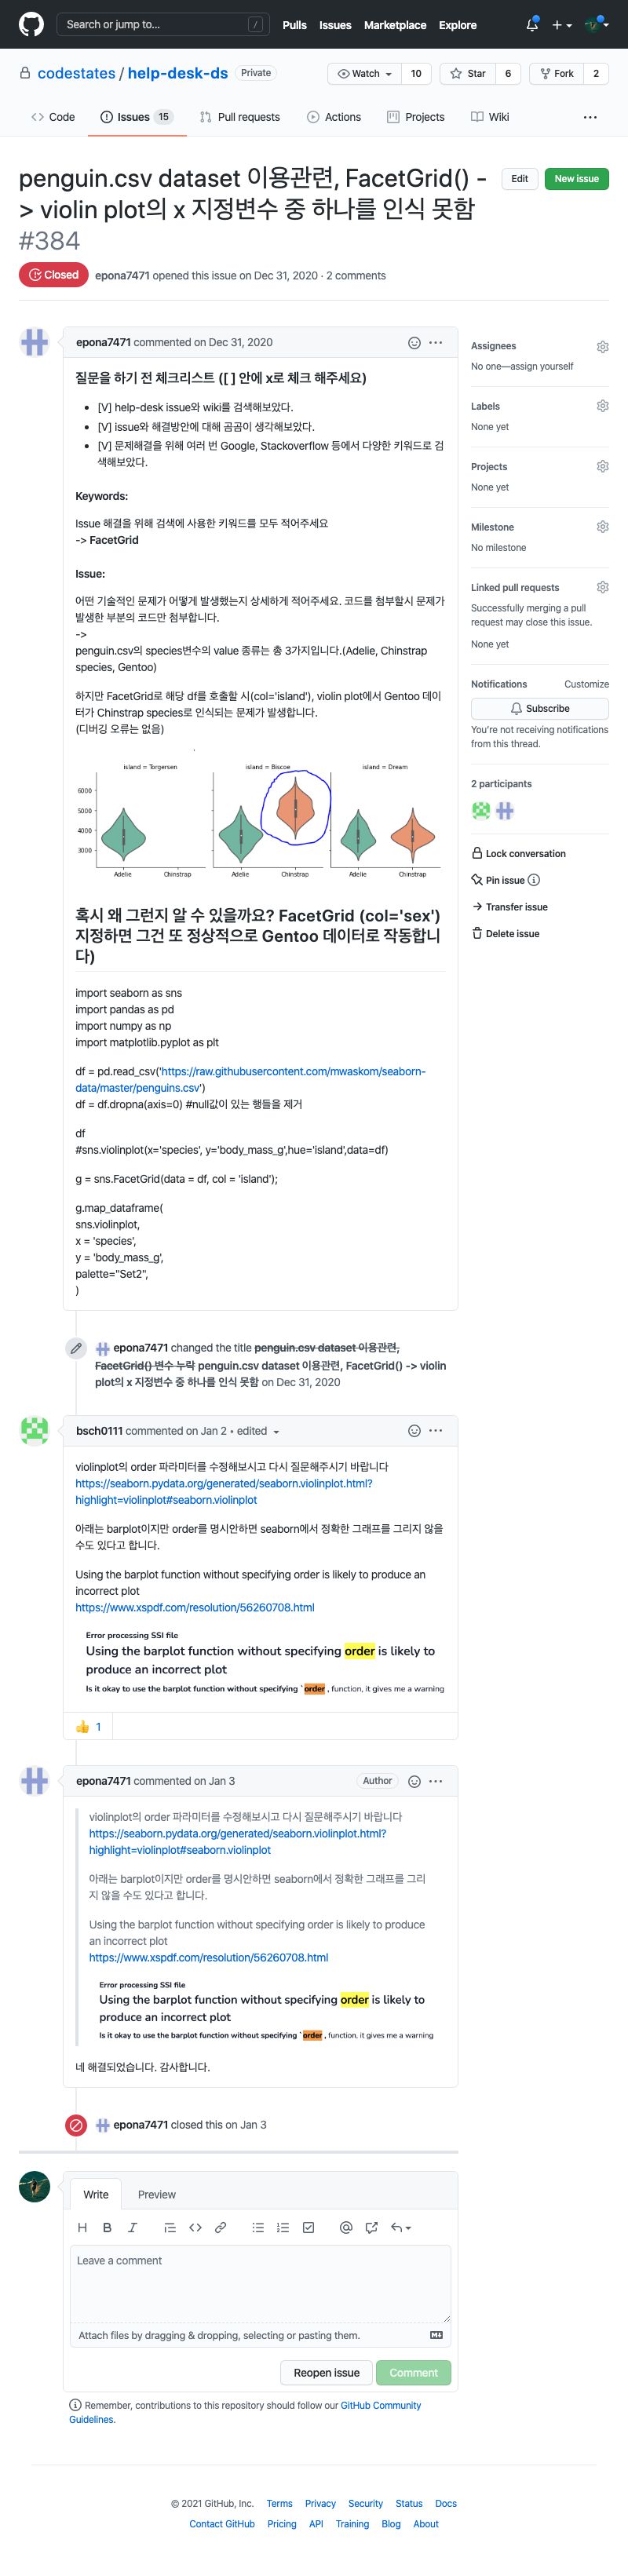 Search or jump to...
/
Pulls Issues Marketplace Explore
codestates / help-desk-ds Private
Watch 10
Star 6
Fork 2
Code
Issues 15
Pull requests
Actions
Projects
Wiki
penguin.csv dataset 이용관련, FacetGrid() -
> violin plot의 x 지정변수 중 하나를 인식 못함
#384
Edit
New issue
Closed
epona7471 opened this issue on Dec 31, 2020 · 2 comments
epona7471 commented on Dec 31, 2020
질문을 하기 전 체크리스트 ([ ] 안에 x로 체크 해주세요)
• [V] help-desk issue와 wiki를 검색해보았다.
• [V] issue와 해결방안에 대해 곰곰이 생각해보았다.
• [V] 문제해결을 위해 여러 번 Google, Stackoverflow 등에서 다양한 키워드로 검
색해보았다.
Keywords:
Issue 해결을 위해 검색에 사용한 키워드를 모두 적어주세요
-> FacetGrid
Issue:
어떤 기술적인 문제가 어떻게 발생했는지 상세하게 적어주세요. 코드를 첨부할시 문제가
발생한 부분의 코드만 첨부합니다.
->
penguin.csv의 species변수의 value 종류는 총 3가지입니다.(Adelie, Chinstrap
species, Gentoo)
하지만 FacetGrid로 해당 df를 호출할 시(col='island'), violin plot에서 Gentoo 데이
터가 Chinstrap species로 인식되는 문제가 발생합니다.
(디버깅 오류는 없음)
island = Torgersen
island = Biscoe
island = Dream
6000
5000
4000
3000
Adelie Chinstrap
Adelie Chinstrap
Adelie Chinstrap
혹시 왜 그런지 알 수 있을까요? FacetGrid (col='sex')
지정하면 그건 또 정상적으로 Gentoo 데이터로 작동합니
다)
import seaborn as sns
import pandas as pd
import numpy as np
import matplotlib.pyplot as plt
df = pd.read_csv('https://raw.githubusercontent.com/mwaskom/seaborn-
data/master/penguins.csv')
df = df.dropna(axis=0) #null값이 있는 행들을 제거
df
#sns.violinplot(x='species', y='body_mass_g',hue='island',data=df)
g = sns.FacetGrid(data = df, col = 'island');
g.map_dataframe(
sns.violinplot,
x = 'species',
y = 'body_mass_g',
palette="Set2",
)
epona7471 changed the title penguin.csv dataset 이용관련,
FacetGrid() 변수 누락 penguin.csv dataset 이용관련, FacetGrid() -> violin
plot의 x 지정변수 중 하나를 인식 못함 on Dec 31, 2020
bsch0111 commented on Jan 2 • edited
violinplot의 order 파라미터를 수정해보시고 다시 질문해주시기 바랍니다
https://seaborn.pydata.org/generated/seaborn.violinplot.html?
highlight=violinplot#seaborn.violinplot
아래는 barplot이지만 order를 명시안하면 seaborn에서 정확한 그래프를 그리지 않을
수도 있다고 합니다.
Using the barplot function without specifying order is likely to produce an
incorrect plot
https://www.xspdf.com/resolution/56260708.html
Error processing SSI file
Using the barplot function without specifying order is likely to
produce an incorrect plot
Is it okay to use the barplot function without specifying `order , function, it gives me a warning
👍 1
epona7471 commented on Jan 3
Author
violinplot의 order 파라미터를 수정해보시고 다시 질문해주시기 바랍니다
https://seaborn.pydata.org/generated/seaborn.violinplot.html?
highlight=violinplot#seaborn.violinplot
아래는 barplot이지만 order를 명시안하면 seaborn에서 정확한 그래프를 그리
지 않을 수도 있다고 합니다.
Using the barplot function without specifying order is likely to produce
an incorrect plot
https://www.xspdf.com/resolution/56260708.html
Error processing SSI file
Using the barplot function without specifying order is likely to
produce an incorrect plot
Is it okay to use the barplot function without specifying `order , function, it gives me a warning
네 해결되었습니다. 감사합니다.
epona7471 closed this on Jan 3
Write
Preview
Leave a comment
Attach files by dragging & dropping, selecting or pasting them.
Reopen issue
Comment
Remember, contributions to this repository should follow our GitHub Community
Guidelines.
Assignees
No one—assign yourself
Labels
None yet
Projects
None yet
Milestone
No milestone
Linked pull requests
Successfully merging a pull
request may close this issue.
None yet
Notifications
Customize
Subscribe
You're not receiving notifications
from this thread.
2 participants
Lock conversation
Pin issue
Transfer issue
Delete issue
© 2021 GitHub, Inc. Terms Privacy Security Status Docs
Contact GitHub Pricing API Training Blog About